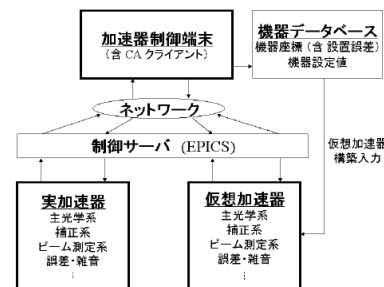 加速器制御端末
(含 CA クライアント)
機器データベース
機器座標 (含 設置誤差)
機器設定値
ネットワーク
制御サーバ (EPICS)
仮想加速器
構築入力
実加速器
主光学系
補正系
ビーム測定系
誤差・雑音
⋮
仮想加速器
主光学系
補正系
ビーム測定系
誤差・雑音
⋮